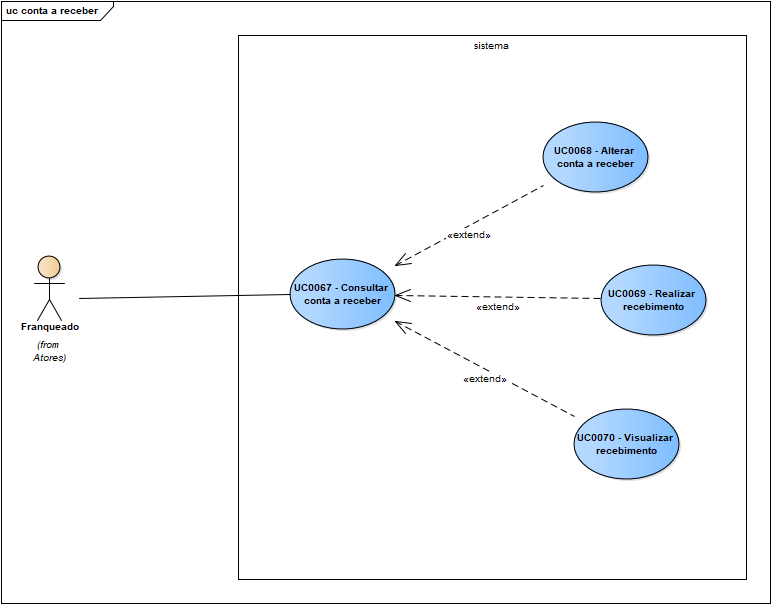 uc conta a receber
sistema
UC0068 - Alterar
conta a receber
«extend»
UC0067 - Consultar
conta a receber
UC0069 - Realizar
recebimento
«extend»
Franqueado
(from
Atores)
«extend»
UC0070 - Visualizar
recebimento